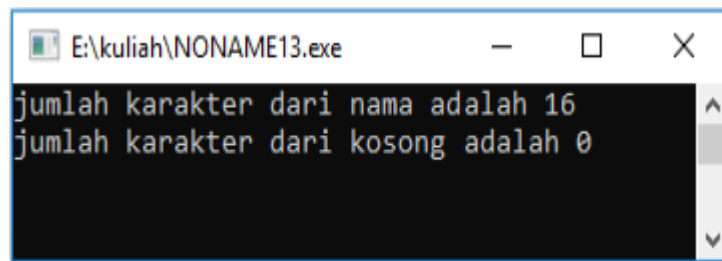 E:\kuliah\NONAME13.exe
jumlah karakter dari nama adalah 16
jumlah karakter dari kosong adalah 0